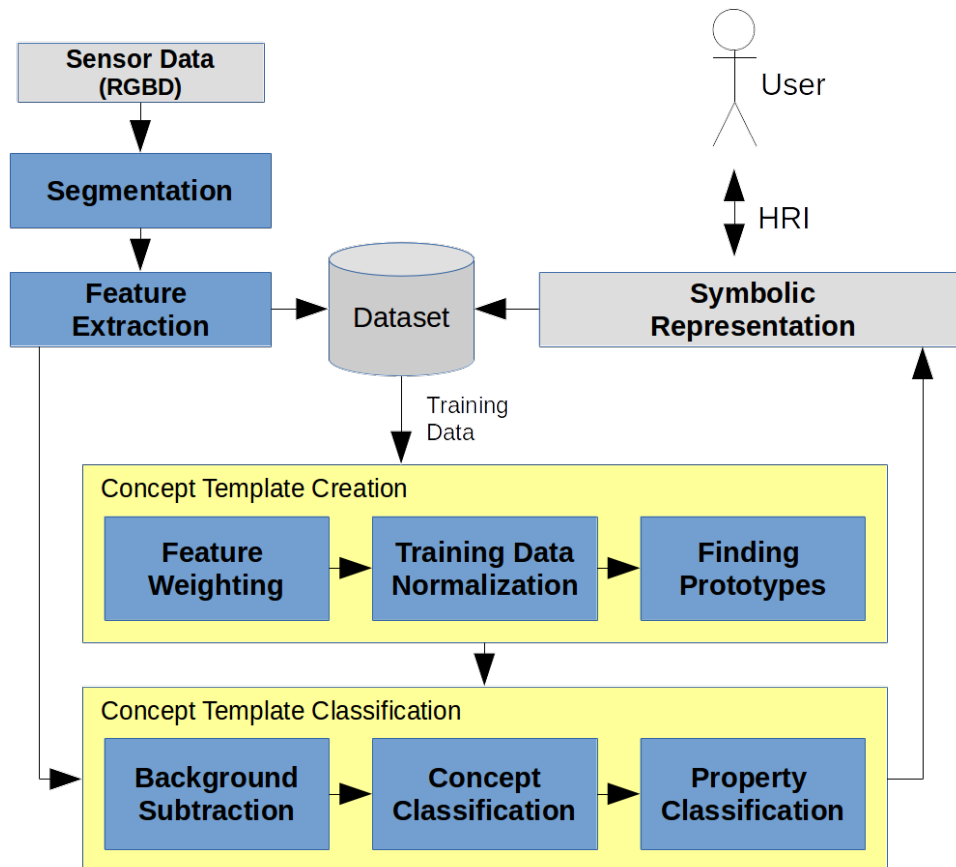 Sensor Data
(RGBD)
User
Segmentation
HRI
Feature
Extraction
Dataset
Symbolic
Representation
Training
Data
Concept Template Creation
Feature
Weighting
Training Data
Normalization
Finding
Prototypes
Concept Template Classification
Background
Subtraction
Concept
Classification
Property
Classification